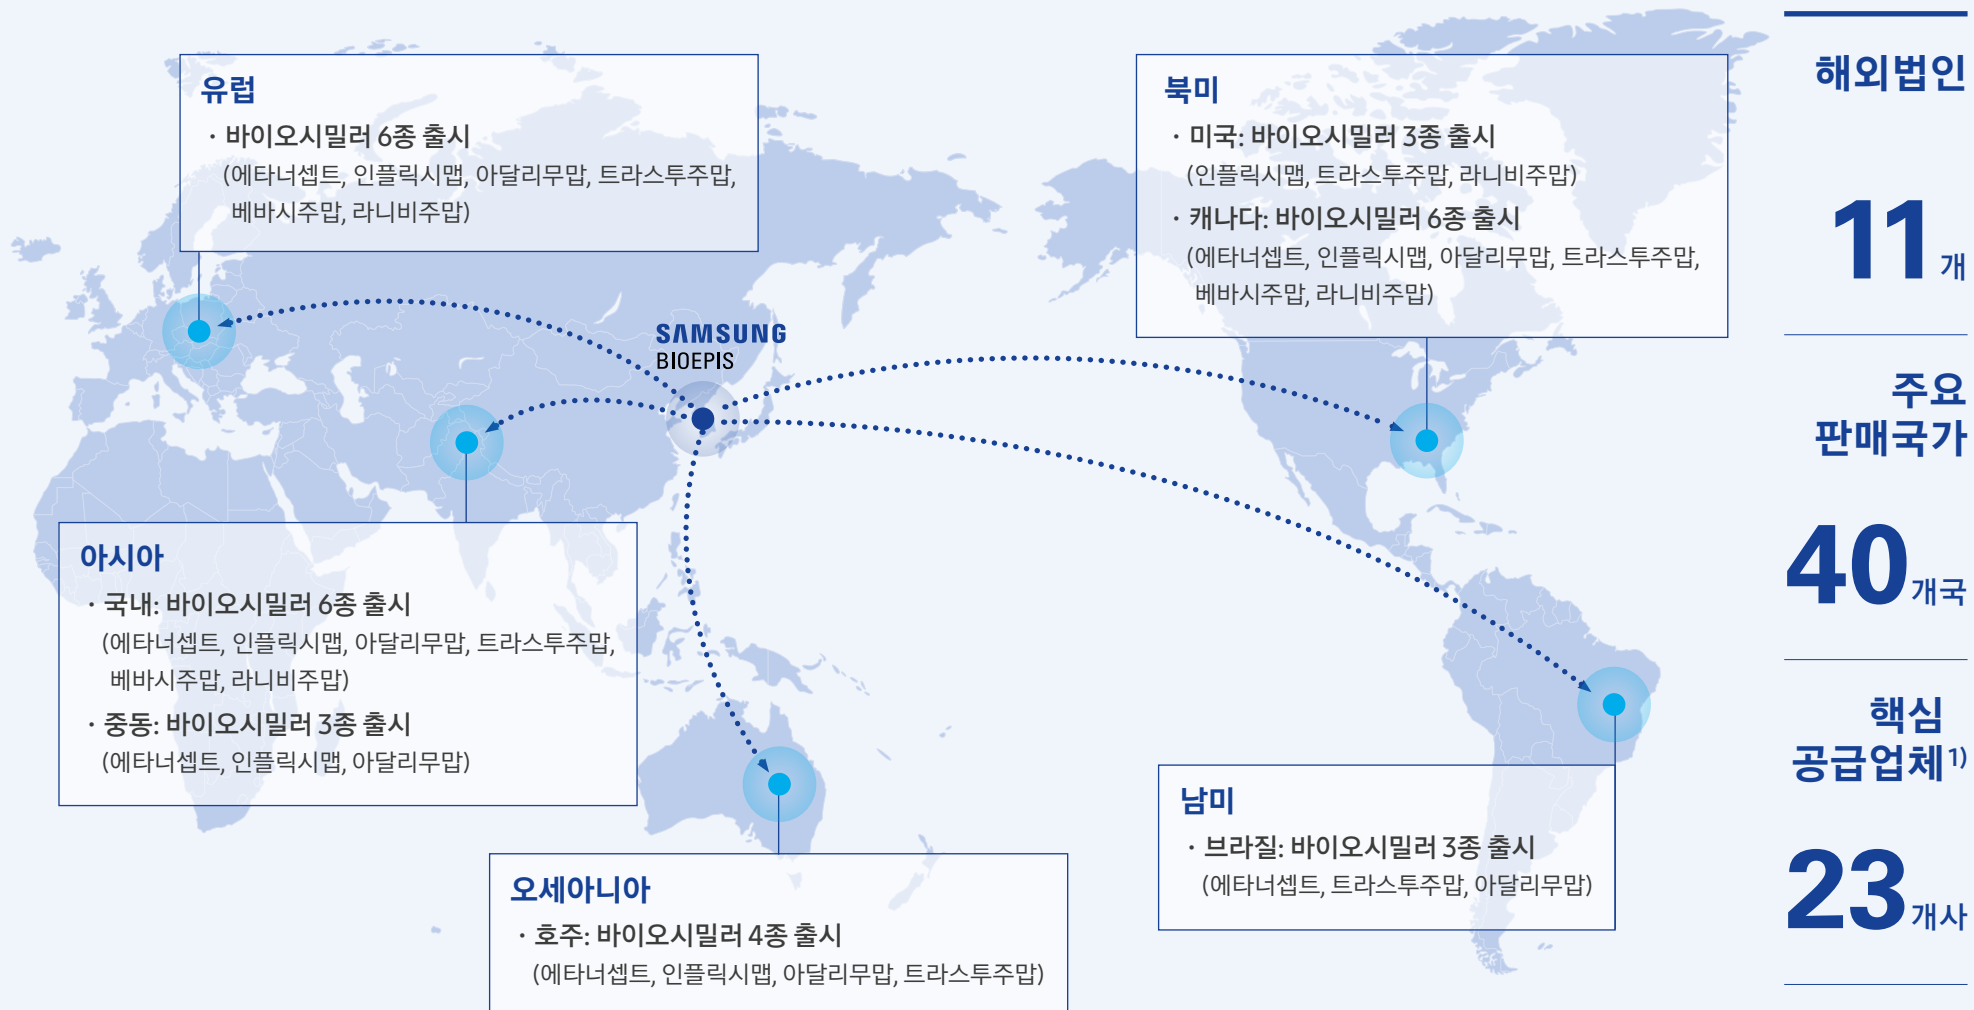 유럽
· 바이오시밀러 6종 출시
(에타너셉트, 인플릭시맵, 아달리무맙, 트라스투주맙,
베바시주맙, 라니비주맙)
북미
· 미국: 바이오시밀러 3종 출시
(인플릭시맵, 트라스투주맙, 라니비주맙)
· 캐나다: 바이오시밀러 6종 출시
(에타너셉트, 인플릭시맵, 아달리무맙, 트라스투주맙,
베바시주맙, 라니비주맙)
SAMSUNG
BIOEPIS
아시아
· 국내: 바이오시밀러 6종 출시
(에타너셉트, 인플릭시맵, 아달리무맙, 트라스투주맙,
베바시주맙, 라니비주맙)
· 중동: 바이오시밀러 3종 출시
(에타너셉트, 인플릭시맵, 아달리무맙)
오세아니아
· 호주: 바이오시밀러 4종 출시
(에타너셉트, 인플릭시맵, 아달리무맙, 트라스투주맙)
남미
· 브라질: 바이오시밀러 3종 출시
(에타너셉트, 트라스투주맙, 아달리무맙)
해외법인
11개
주요
판매국가
40개국
핵심
공급업체1)
23개사